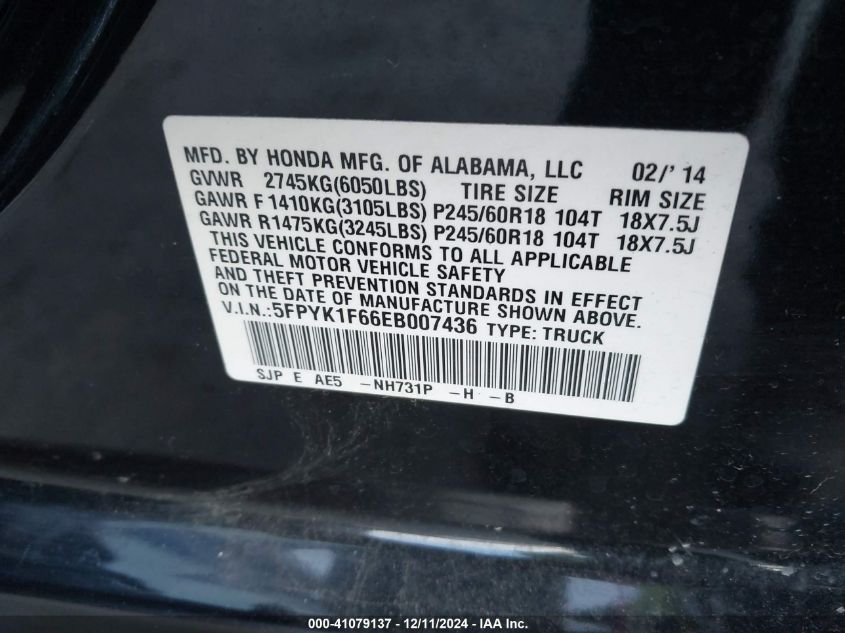 MFD. BY HONDA MFG. OF ALABAMA, LLC 02/' 14
GVWR 2745KG(6050LBS) TIRE SIZE RIM SIZE
GAWR F 1410KG(3105LBS) P245/60R18 104T 18X7.5J
GAWR R1475KG(3245LBS) P245/60R18 104T 18X7.5J
THIS VEHICLE CONFORMS TO ALL APPLICABLE
FEDERAL MOTOR VEHICLE SAFETY
AND THEFT PREVENTION STANDARDS IN EFFECT
ON THE DATE OF MANUFACTURE SHOWN ABOVE.
V.I.N.:5FPYK1F66EB007436 TYPE: TRUCK
SJP E AE5 -NH731P -H -B
000-41079137 - 12/11/2024 - IAA Inc.